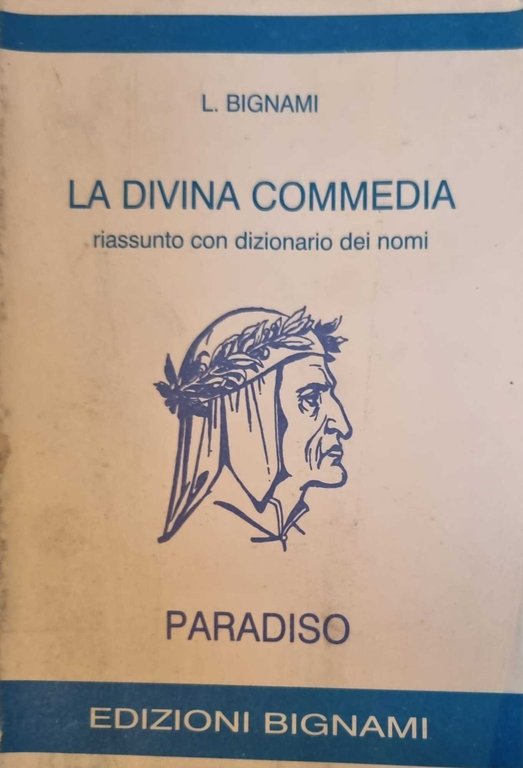 L. BIGNAMI
LA DIVINA COMMEDIA
riassunto con dizionario dei nomi
PARADISO
EDIZIONI BIGNAMI